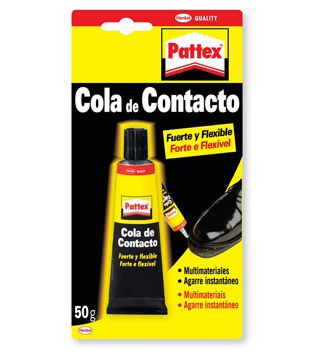 Henkel QUALITY
Pattex
Cola de Contacto
Fuerte y Flexible
Forte e Flexível
Pattex
Cola de
Contacto
Fuerte y flexible
Forte e flexível
• Multimateriales
• Agarre instantáneo
• Multimateriais
• Agarre instantâneo
50g
Henkel